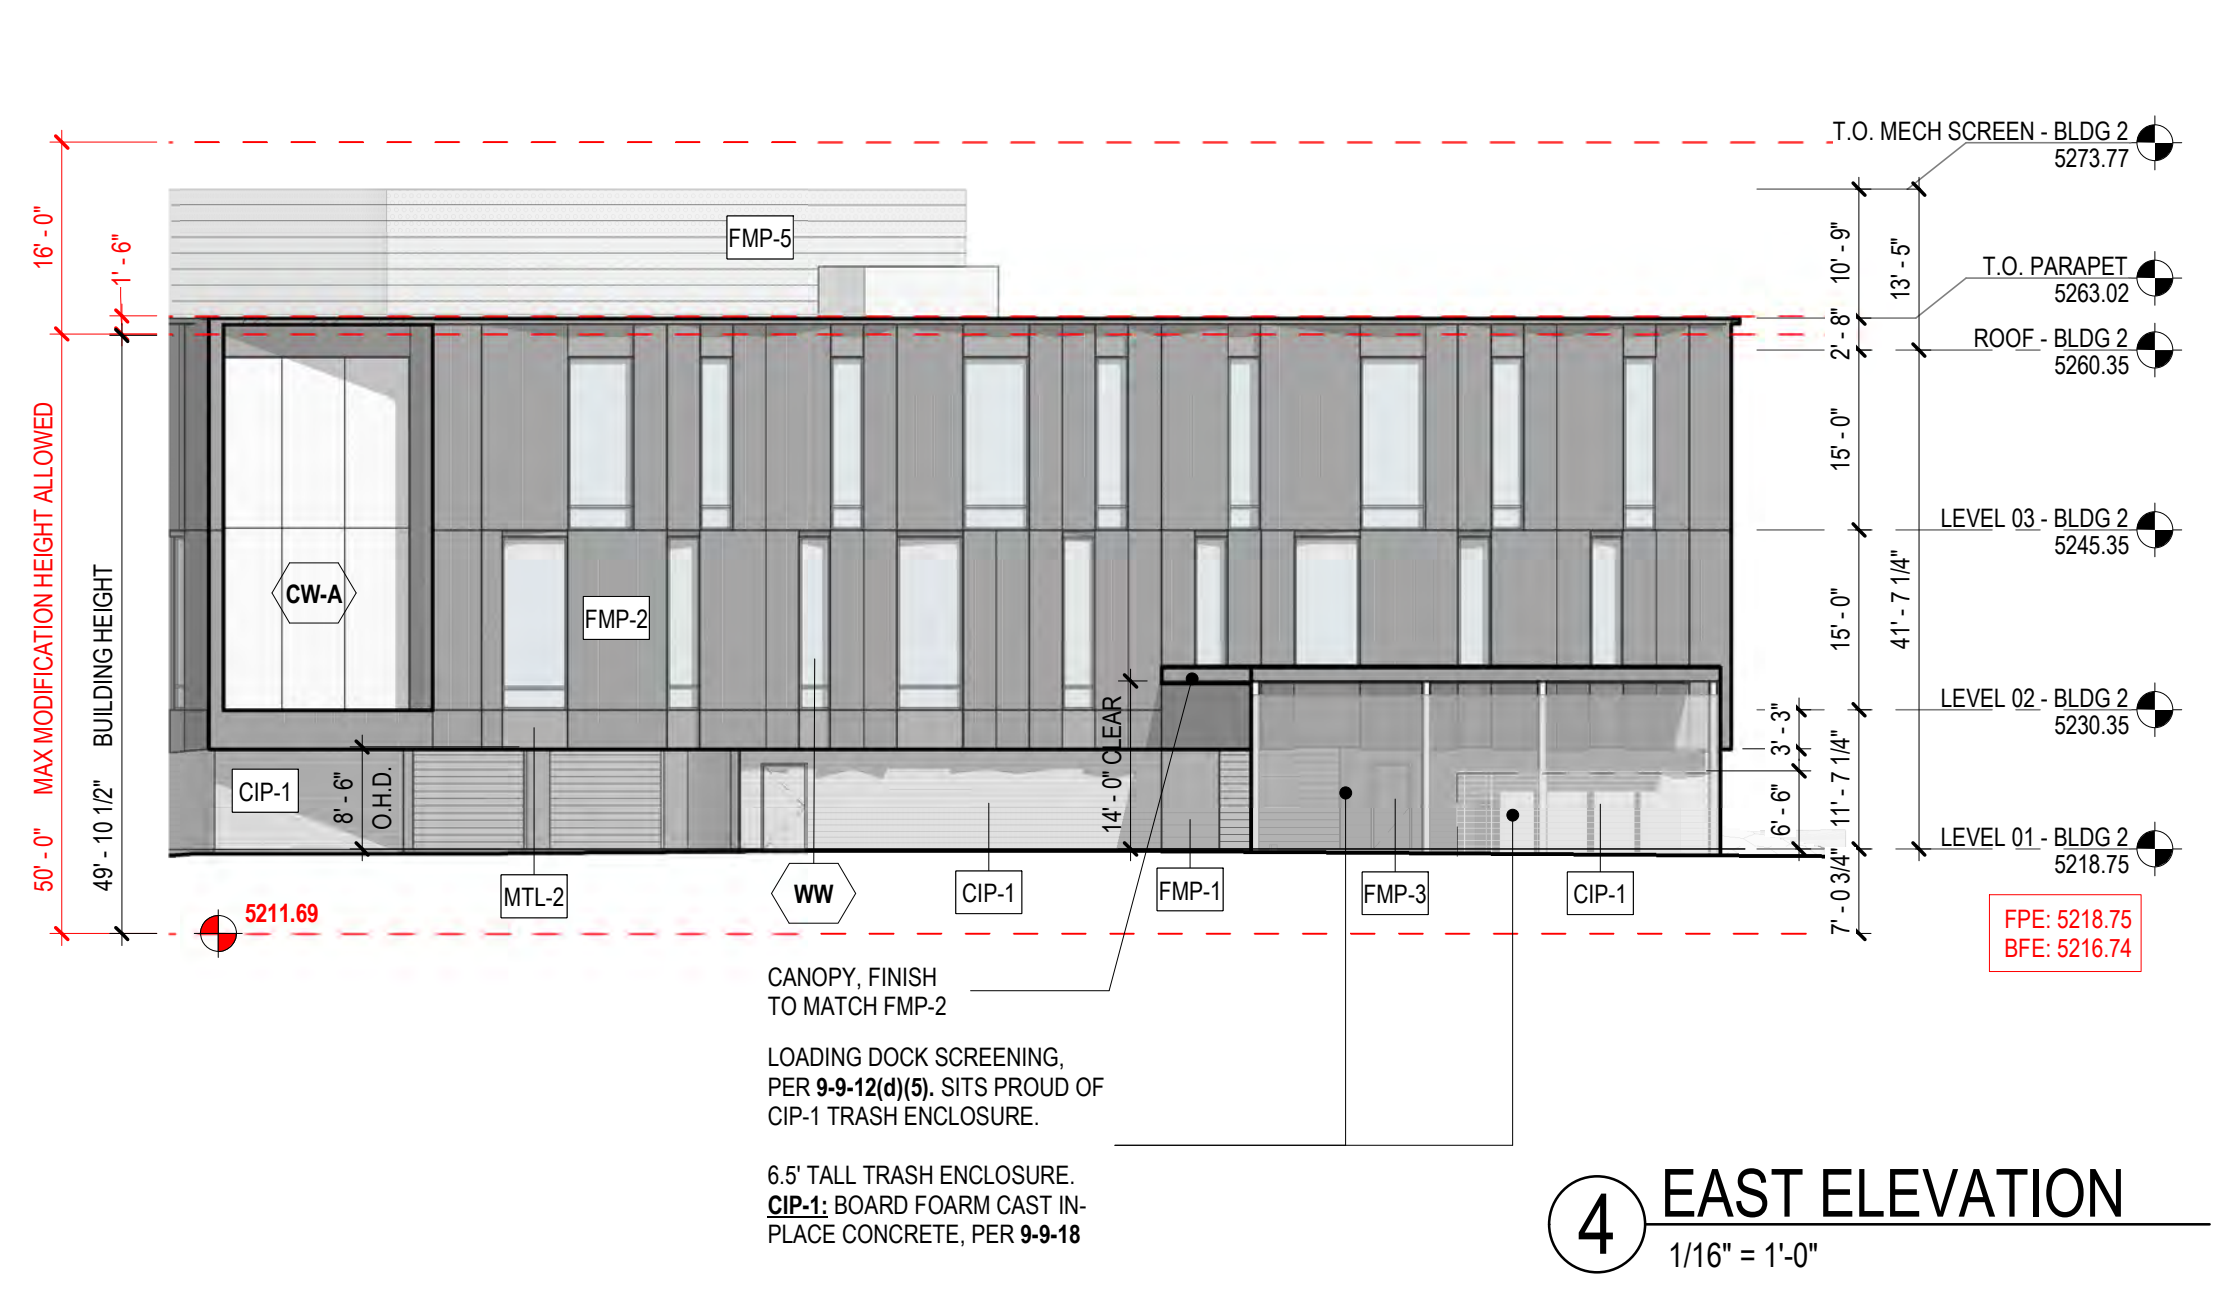 T.O. MECH SCREEN - BLDG 2
5273.77
T.O. PARAPET
5263.02
ROOF - BLDG 2
5260.35
LEVEL 03 - BLDG 2
5245.35
LEVEL 02 - BLDG 2
5230.35
LEVEL 01 - BLDG 2
5218.75
FPE: 5218.75
BFE: 5216.74
16' - 0"
1' - 6"
50' - 0" MAX MODIFICATION HEIGHT ALLOWED
49' - 10 1/2" BUILDING HEIGHT
5211.69
FMP-5
CW-A
FMP-2
CIP-1
8' - 6"
O.H.D.
14' - 0" CLEAR
MTL-2
WW
CIP-1
FMP-1
FMP-3
CIP-1
10' - 9"
13' - 5"
2' - 8"
15' - 0"
15' - 0"
41' - 7 1/4"
3' - 3"
11' - 7 1/4"
6' - 6"
7' - 0 3/4"
CANOPY, FINISH
TO MATCH FMP-2
LOADING DOCK SCREENING,
PER 9-9-12(d)(5). SITS PROUD OF
CIP-1 TRASH ENCLOSURE.
6.5' TALL TRASH ENCLOSURE.
CIP-1: BOARD FOARM CAST IN-
PLACE CONCRETE, PER 9-9-18
4
EAST ELEVATION
1/16" = 1'-0"